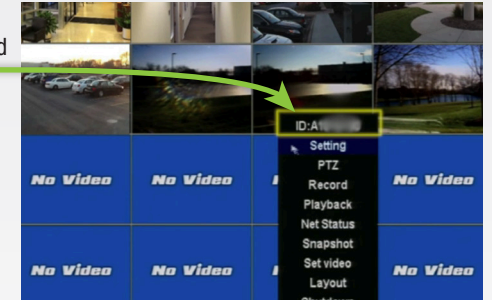 d
ID:A1
Setting
No Video No Video No Video
PTZ
Record
Playback
Net Status
Snapshot
Set video
No Video No Video No Video
Layout